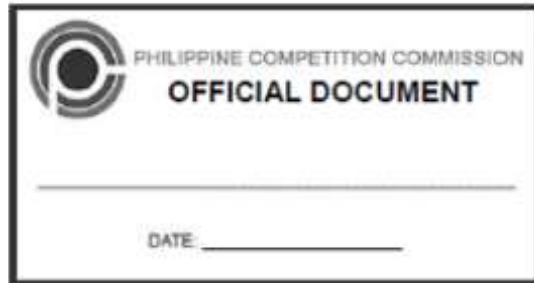 PHILIPPINE COMPETITION COMMISSION
OFFICIAL DOCUMENT
DATE: